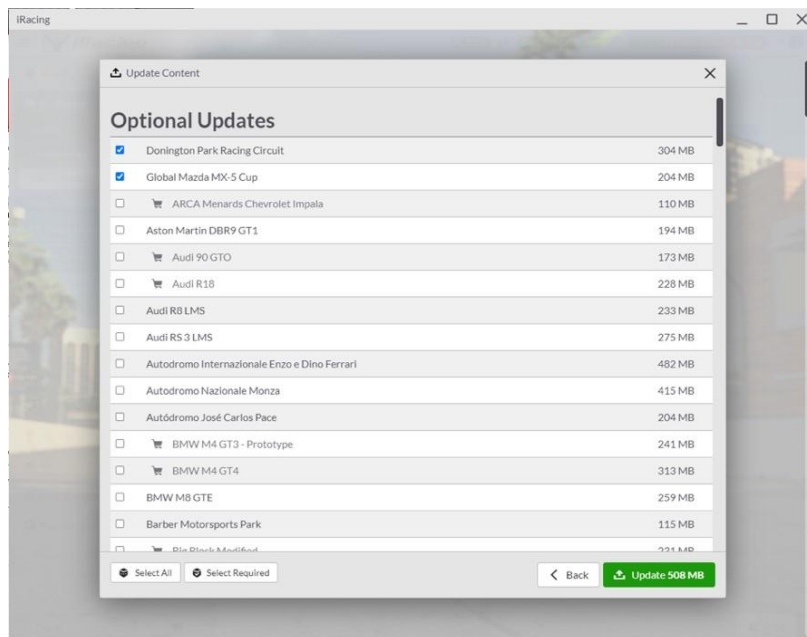 iRacing
Update Content
Optional Updates
Donington Park Racing Circuit 304 MB
Global Mazda MX-5 Cup 204 MB
ARCA Menards Chevrolet Impala 110 MB
Aston Martin DBR9 GT1 194 MB
Audi 90 GTO 173 MB
Audi R18 228 MB
Audi R8 LMS 233 MB
Audi RS 3 LMS 275 MB
Autodromo Internazionale Enzo e Dino Ferrari 482 MB
Autodromo Nazionale Monza 415 MB
Autódromo José Carlos Pace 204 MB
BMW M4 GT3 - Prototype 241 MB
BMW M4 GT4 313 MB
BMW M8 GTE 259 MB
Barber Motorsports Park 115 MB
Big Block Modified 221 MB
Select All Select Required Back Update 508 MB